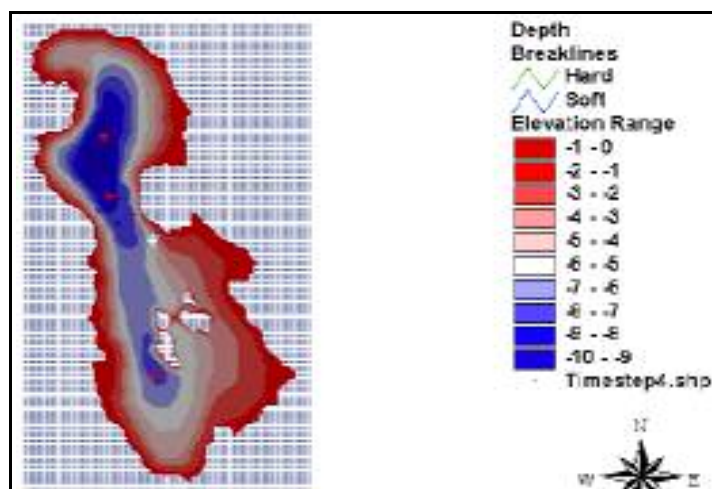 Depth
Breaklines
Hard
Soft
Elevation Range
-1 - 0
-2 - -1
-3 - -2
-4 - -3
-5 - -4
-6 - -5
-7 - -6
-8 - -7
-9 - -8
-10 - -9
Timestep4.shp
N
W
E